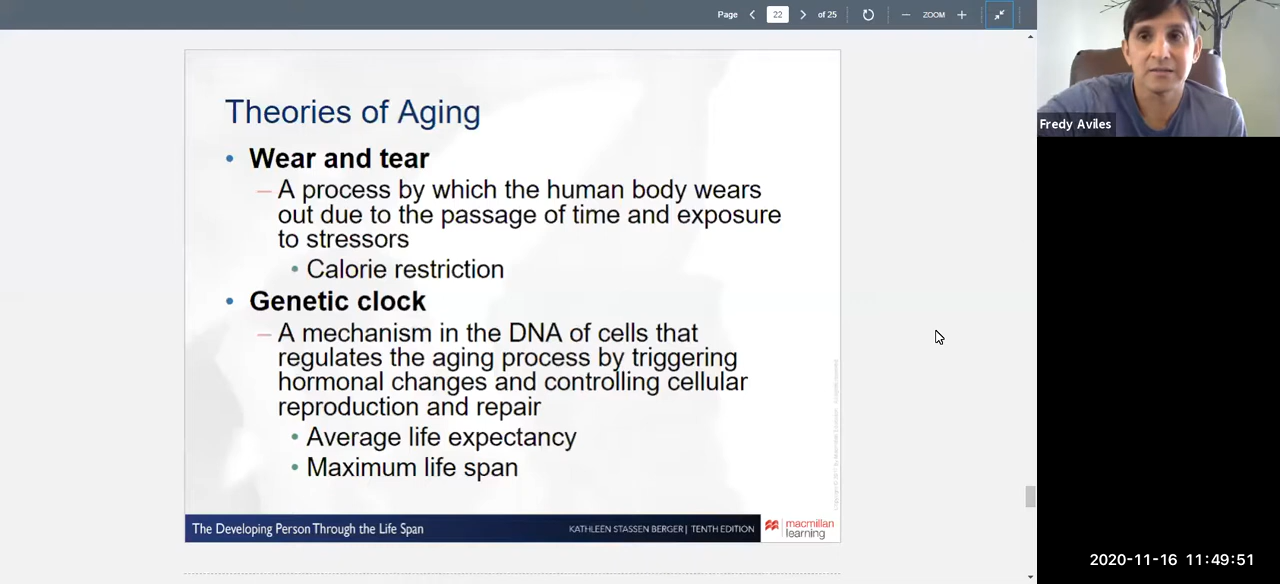 Page 22 of 25 ZOOM
Theories of Aging
• Wear and tear
– A process by which the human body wears
out due to the passage of time and exposure
to stressors
• Calorie restriction
• Genetic clock
– A mechanism in the DNA of cells that
regulates the aging process by triggering
hormonal changes and controlling cellular
reproduction and repair
• Average life expectancy
• Maximum life span
The Developing Person Through the Life Span
KATHLEEN STASSEN BERGER | TENTH EDITION
macmillan
learning
Fredy Aviles
2020-11-16 11:49:51